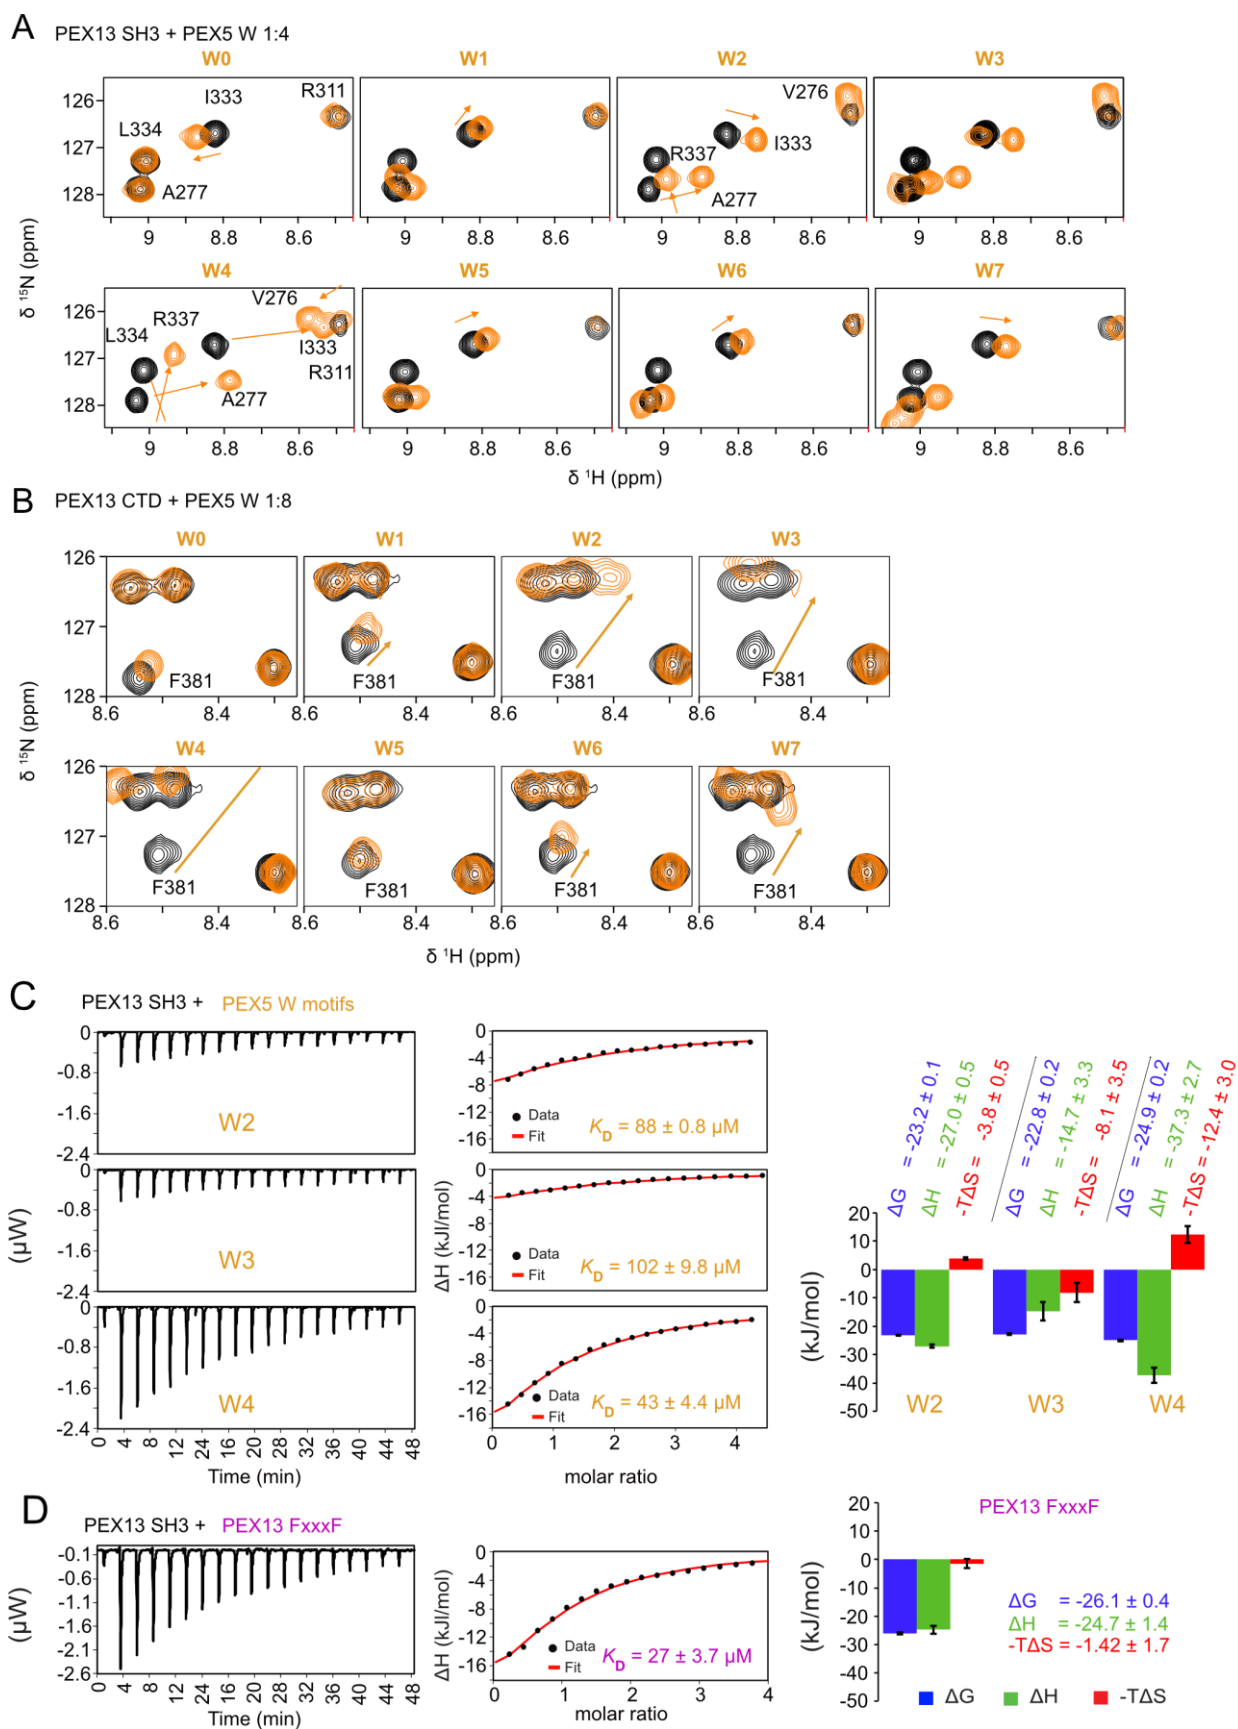 A PEX13 SH3 + PEX5 W 1:4
W0 W1 W2 W3
126
127
128
δ ¹⁵N (ppm)
I333 R311
L334
A277
V276
I333
R337
A277
9 8.8 8.6 9 8.8 8.6 9 8.8 8.6 9 8.8 8.6
W4 W5 W6 W7
126
127
128
V276
R337
L334
I333
R311
A277
9 8.8 8.6 9 8.8 8.6 9 8.8 8.6 9 8.8 8.6
δ ¹H (ppm)
B PEX13 CTD + PEX5 W 1:8
W0 W1 W2 W3
126
127
128
δ ¹⁵N (ppm)
F381 F381 F381 F381
8.6 8.4 8.6 8.4 8.6 8.4 8.4
W4 W5 W6 W7
126
127
128
F381 F381 F381 F381
8.6 8.4 8.6 8.4 8.6 8.4 8.4
δ ¹H (ppm)
C PEX13 SH3 + PEX5 W motifs
0
-0.8
-1.6
-2.4
W2
0
-0.8
-1.6
-2.4
W3
0
-0.8
-1.6
-2.4
W4
(µW)
0 4 8 12 24 20 24 28 32 36 42 48
Time (min)
0
-4
-8
-12
-16
Data
Fit
K_D = 88 ± 0.8 µM
0
-4
-8
-12
-16
Data
Fit
K_D = 102 ± 9.8 µM
0
-4
-8
-12
-16
Data
Fit
K_D = 43 ± 4.4 µM
ΔH (kJl/mol)
0 1 2 3 4
molar ratio
ΔG = -23.2 ± 0.1
ΔH = -27.0 ± 0.5
-TΔS = -3.8 ± 0.5
ΔG = -22.8 ± 0.2
ΔH = -14.7 ± 3.3
-TΔS = -8.1 ± 3.5
ΔG = -24.9 ± 0.2
ΔH = -37.3 ± 2.7
-TΔS = -12.4 ± 3.0
20
10
0
-10
-20
-30
-40
-50
(kJ/mol)
W2 W3 W4
D PEX13 SH3 + PEX13 FxxxF
-0.1
-0.6
-1.1
-1.6
-2.1
-2.6
(µW)
0 4 8 12 24 20 24 28 32 36 42 48
Time (min)
0
-4
-8
-12
-16
ΔH (kJl/mol)
Data
Fit
K_D = 27 ± 3.7 µM
0 1 2 3 4
molar ratio
20
10
0
-10
-20
-30
-40
-50
(kJ/mol)
PEX13 FxxxF
ΔG = -26.1 ± 0.4
ΔH = -24.7 ± 1.4
-TΔS = -1.42 ± 1.7
ΔG ΔH -TΔS